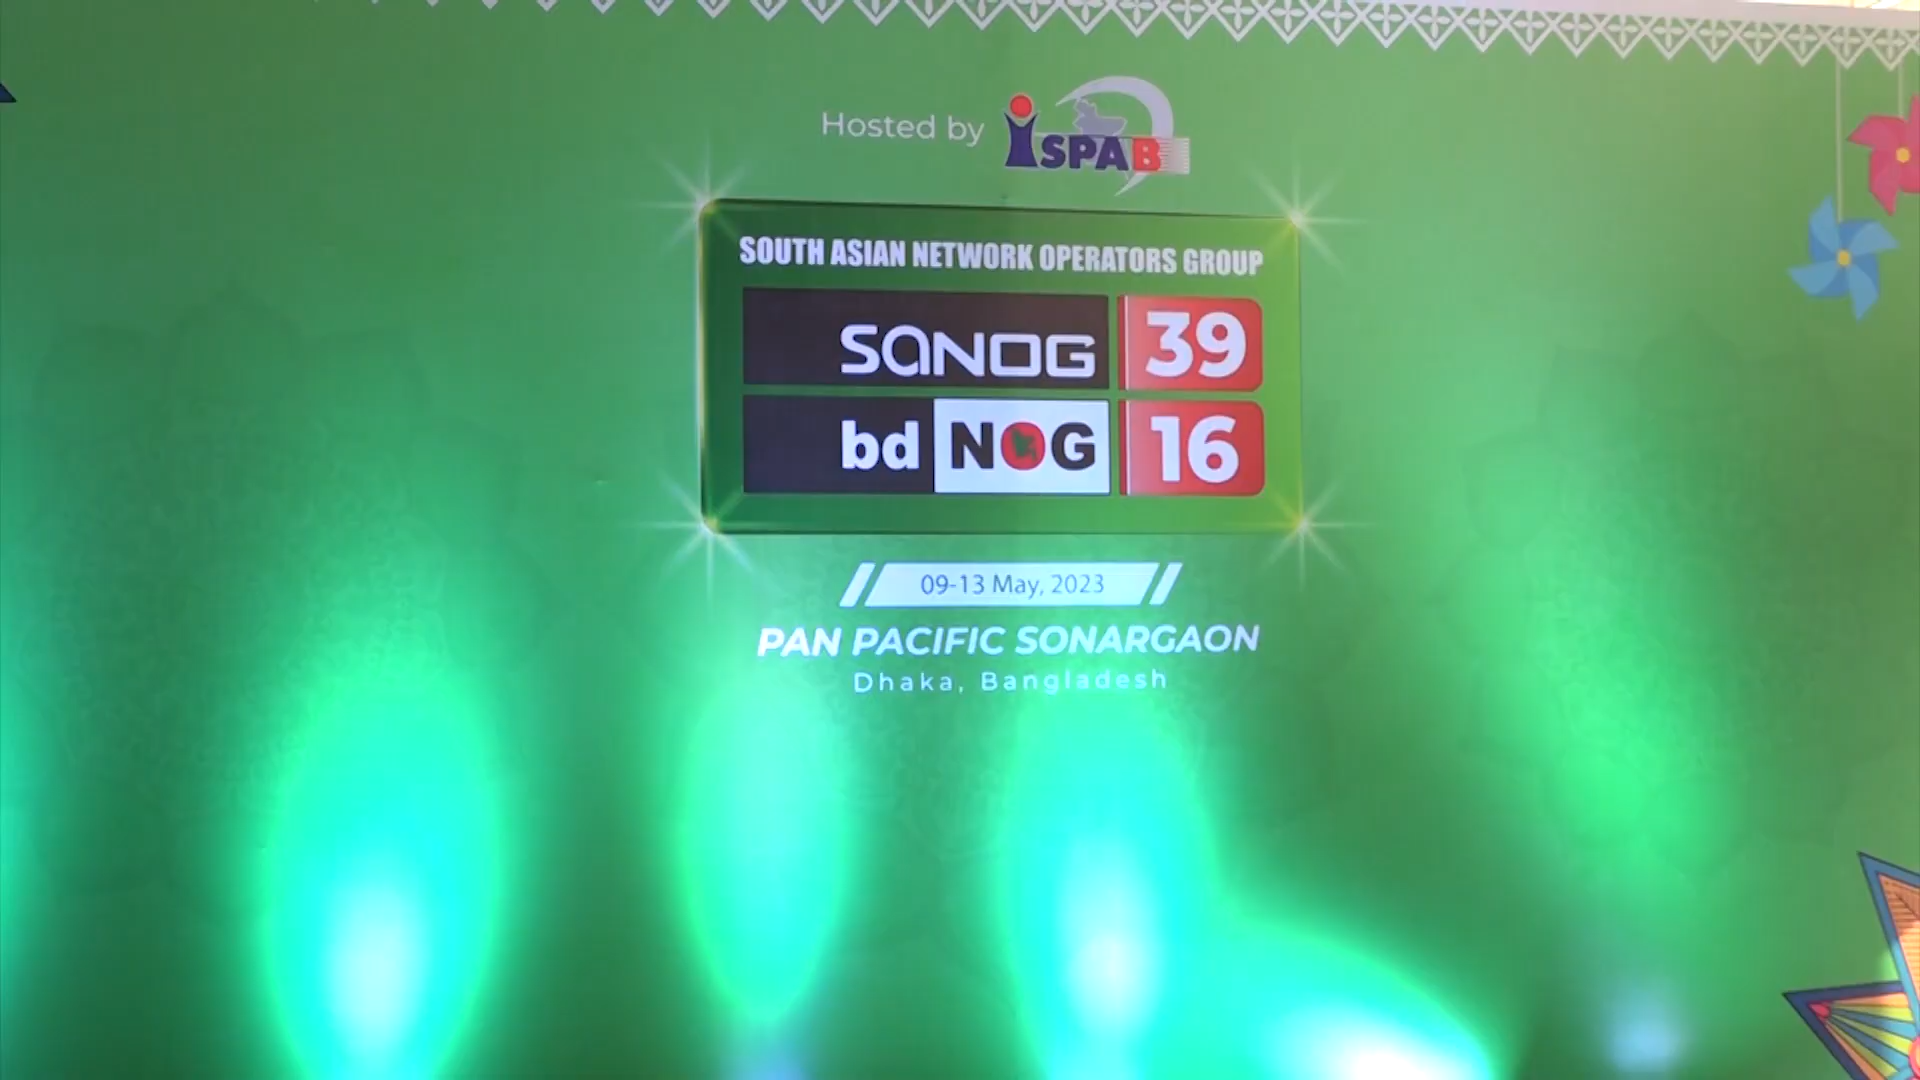 Hosted by ISPAB
SOUTH ASIAN NETWORK OPERATORS GROUP
SANOG 39
bd NOG 16
09-13 May, 2023
PAN PACIFIC SONARGAON
Dhaka, Bangladesh